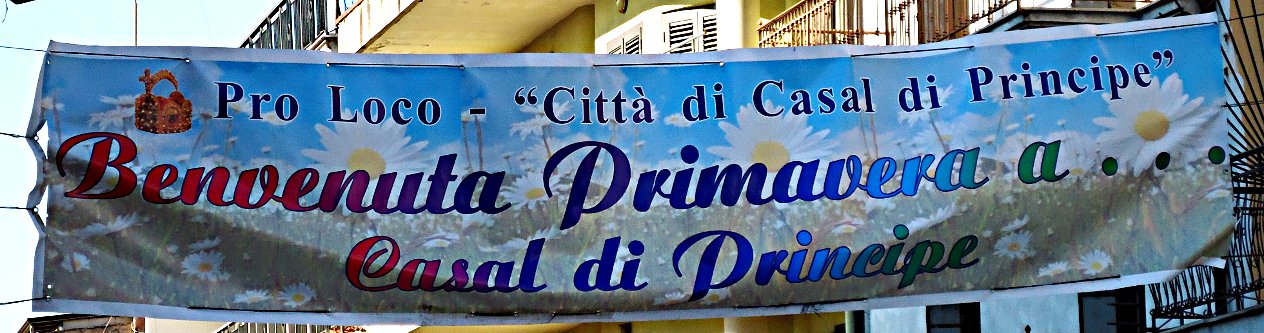 Pro Loco - “Città di Casal di Principe”
Benvenuta Primavera a . . .
Casal di Principe